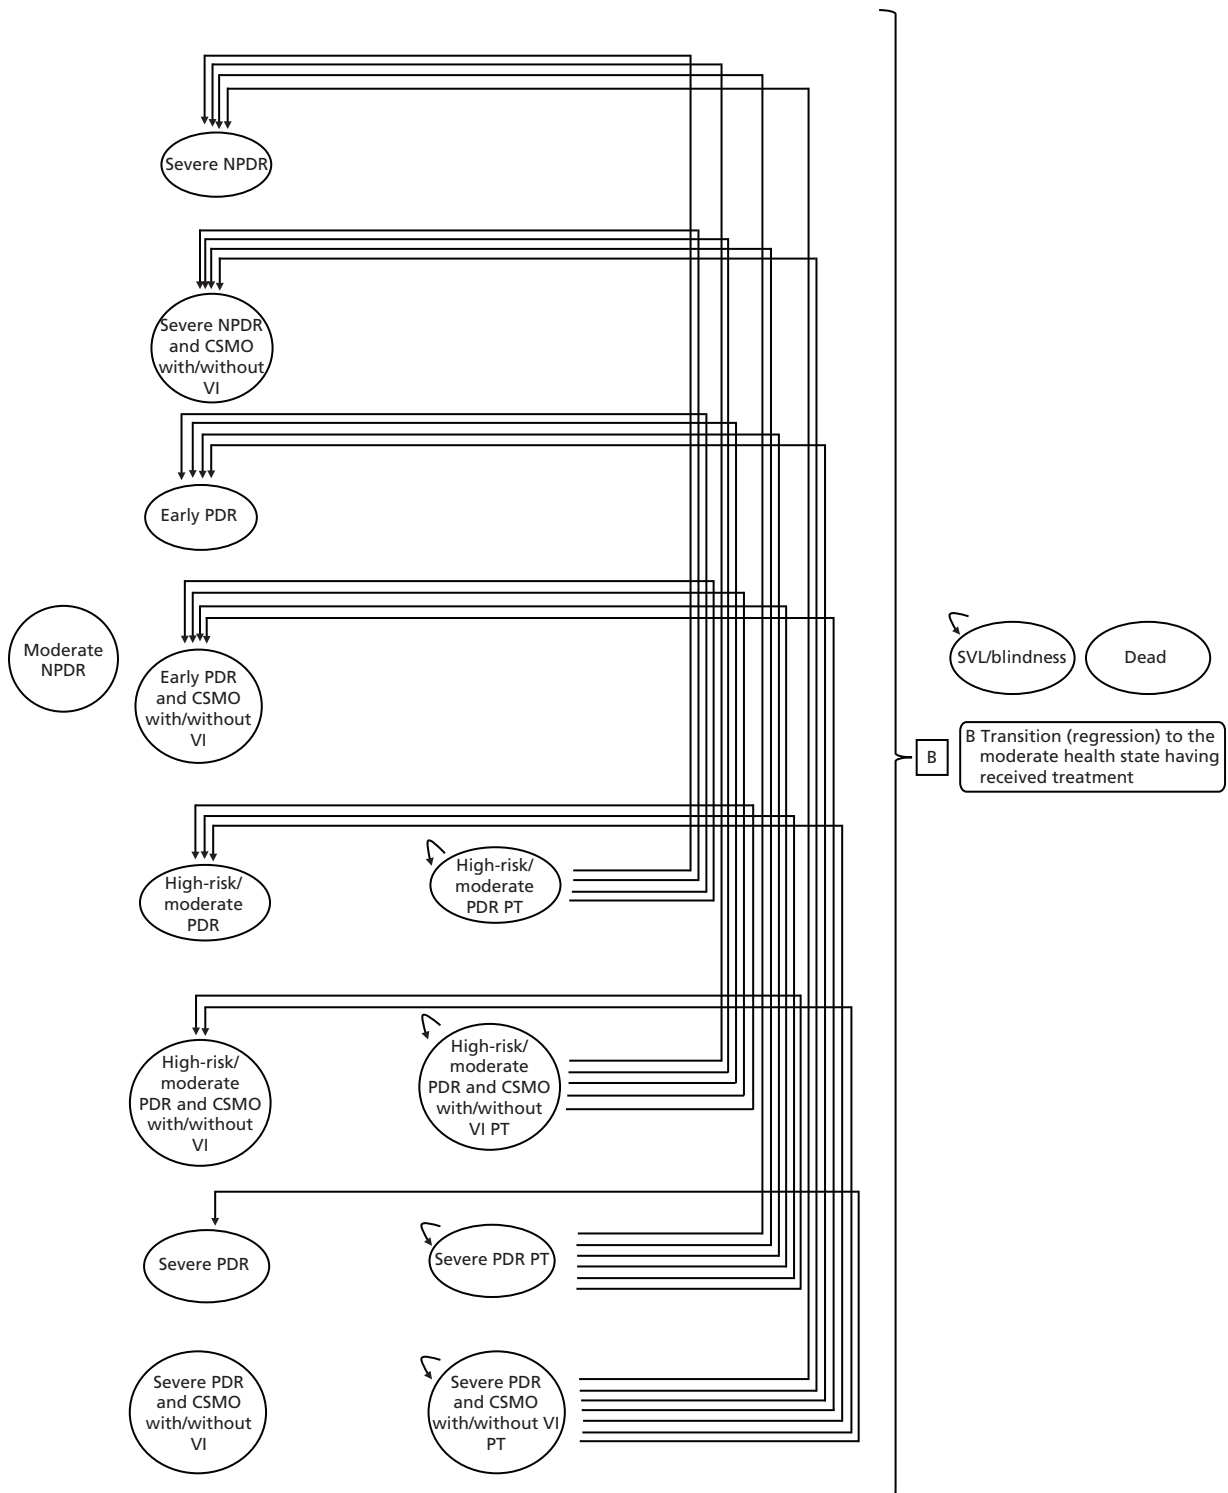 Severe NPDR
Severe NPDR
and CSMO
with/without
VI
Early PDR
Moderate
NPDR
Early PDR
and CSMO
with/without
VI
SVL/blindness
Dead
B
B Transition (regression) to the
moderate health state having
received treatment
High-risk/
moderate
PDR
High-risk/
moderate
PDR PT
High-risk/
moderate
PDR and CSMO
with/without
VI
High-risk/
moderate
PDR and CSMO
with/without
VI PT
Severe PDR
Severe PDR PT
Severe PDR
and CSMO
with/without
VI
Severe PDR
and CSMO
with/without VI
PT